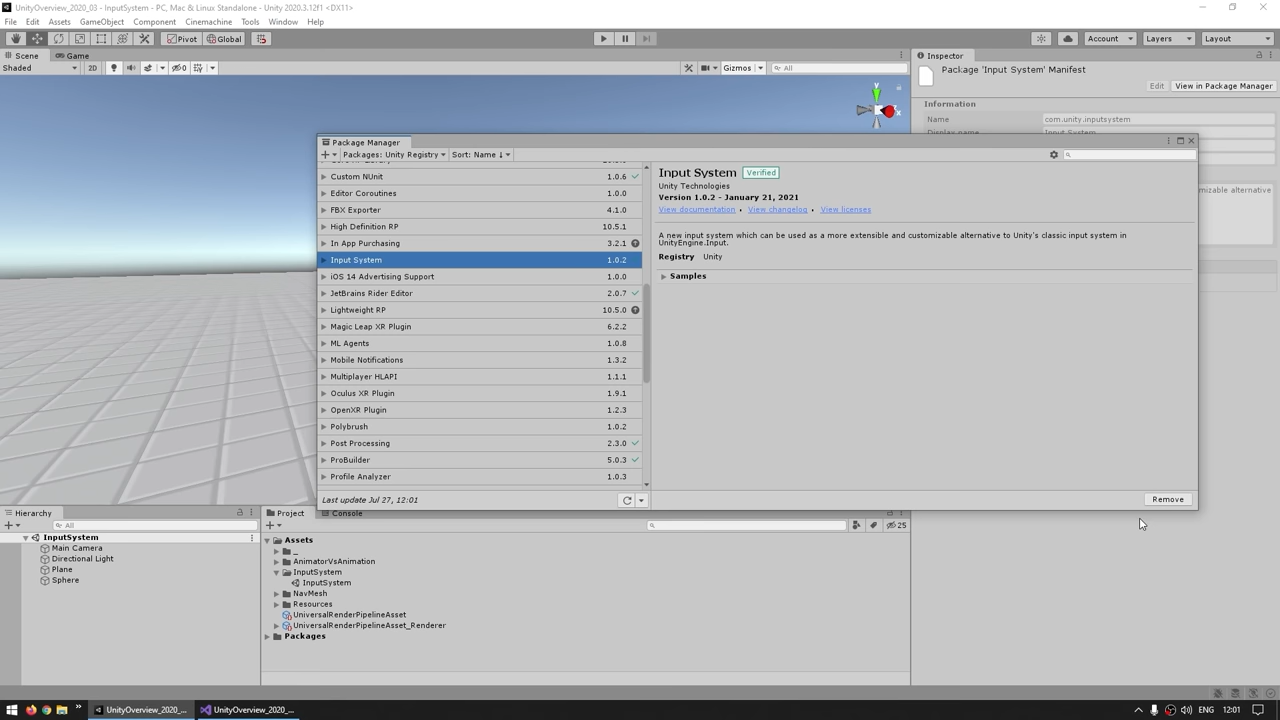 UnityOverview_2020_03 - InputSystem - PC, Mac & Linux Standalone - Unity 2020.3.12f1 <DX11>
File Edit Assets GameObject Component Cinemachine Tools Window Help
Pivot Global Account Layers Layout
Scene Game
Shaded 2D 0 Gizmos All
y
x
Inspector
Package 'Input System' Manifest
Edit View in Package Manager
Information
Name com.unity.inputsystem
Display name Input System
mizable alternative
Package Manager
Packages: Unity Registry Sort: Name ↓
Custom NUnit 1.0.6
Editor Coroutines 1.0.0
FBX Exporter 4.1.0
High Definition RP 10.5.1
In App Purchasing 3.2.1
Input System 1.0.2
iOS 14 Advertising Support 1.0.0
JetBrains Rider Editor 2.0.7
Lightweight RP 10.5.0
Magic Leap XR Plugin 6.2.2
ML Agents 1.0.8
Mobile Notifications 1.3.2
Multiplayer HLAPI 1.1.1
Oculus XR Plugin 1.9.1
OpenXR Plugin 1.2.3
Polybrush 1.0.2
Post Processing 2.3.0
ProBuilder 5.0.3
Profile Analyzer 1.0.3
Last update Jul 27, 12:01
Input System Verified
Unity Technologies
Version 1.0.2 - January 21, 2021
View documentation • View changelog • View licenses
A new input system which can be used as a more extensible and customizable alternative to Unity's classic input system in
UnityEngine.Input.
Registry Unity
Samples
Remove
Hierarchy
All
InputSystem
Main Camera
Directional Light
Plane
Sphere
Project Console
25
Assets
_
AnimatorVsAnimation
InputSystem
InputSystem
NavMesh
Resources
UniversalRenderPipelineAsset
UniversalRenderPipelineAsset_Renderer
Packages
UnityOverview_2020_... UnityOverview_2020_... ENG 12:01